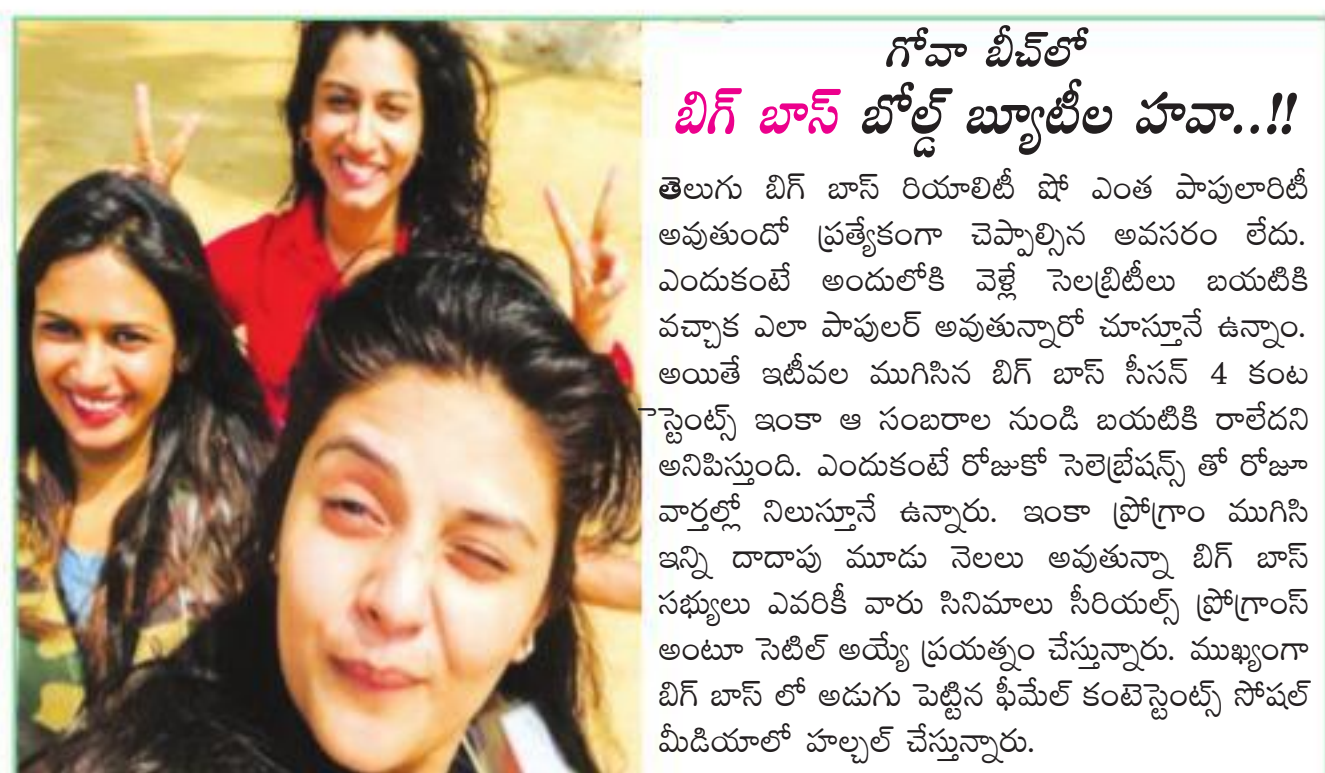 గోవా బీచ్‌లో
బిగ్ బాస్ బోల్డ్ బ్యూటీల హవా..!!
తెలుగు బిగ్ బాస్ రియాలిటీ షో ఎంత పాపులారిటీ
అవుతుందో ప్రత్యేకంగా చెప్పాల్సిన అవసరం లేదు.
ఎందుకంటే అందులోకి వెళ్లే సెలబ్రిటీలు బయటికి
వచ్చాక ఎలా పాపులర్ అవుతున్నారో చూస్తూనే ఉన్నాం.
అయితే ఇటీవల ముగిసిన బిగ్ బాస్ సీసన్ 4 కంట
ెస్టెంట్స్ ఇంకా ఆ సంబరాల నుండి బయటికి రాలేదని
అనిపిస్తుంది. ఎందుకంటే రోజుకో సెలెబ్రేషన్స్ తో రోజూ
వార్తల్లో నిలుస్తూనే ఉన్నారు. ఇంకా ప్రోగ్రాం ముగిసి
ఇన్ని దాదాపు మూడు నెలలు అవుతున్నా బిగ్ బాస్
సభ్యులు ఎవరికీ వారు సినిమాలు సీరియల్స్ ప్రోగ్రాంస్
అంటూ సెటిల్ అయ్యే ప్రయత్నం చేస్తున్నారు. ముఖ్యంగా
బిగ్ బాస్ లో అడుగు పెట్టిన ఫీమేల్ కంటెస్టెంట్స్ సోషల్
మీడియాలో హల్చల్ చేస్తున్నారు.